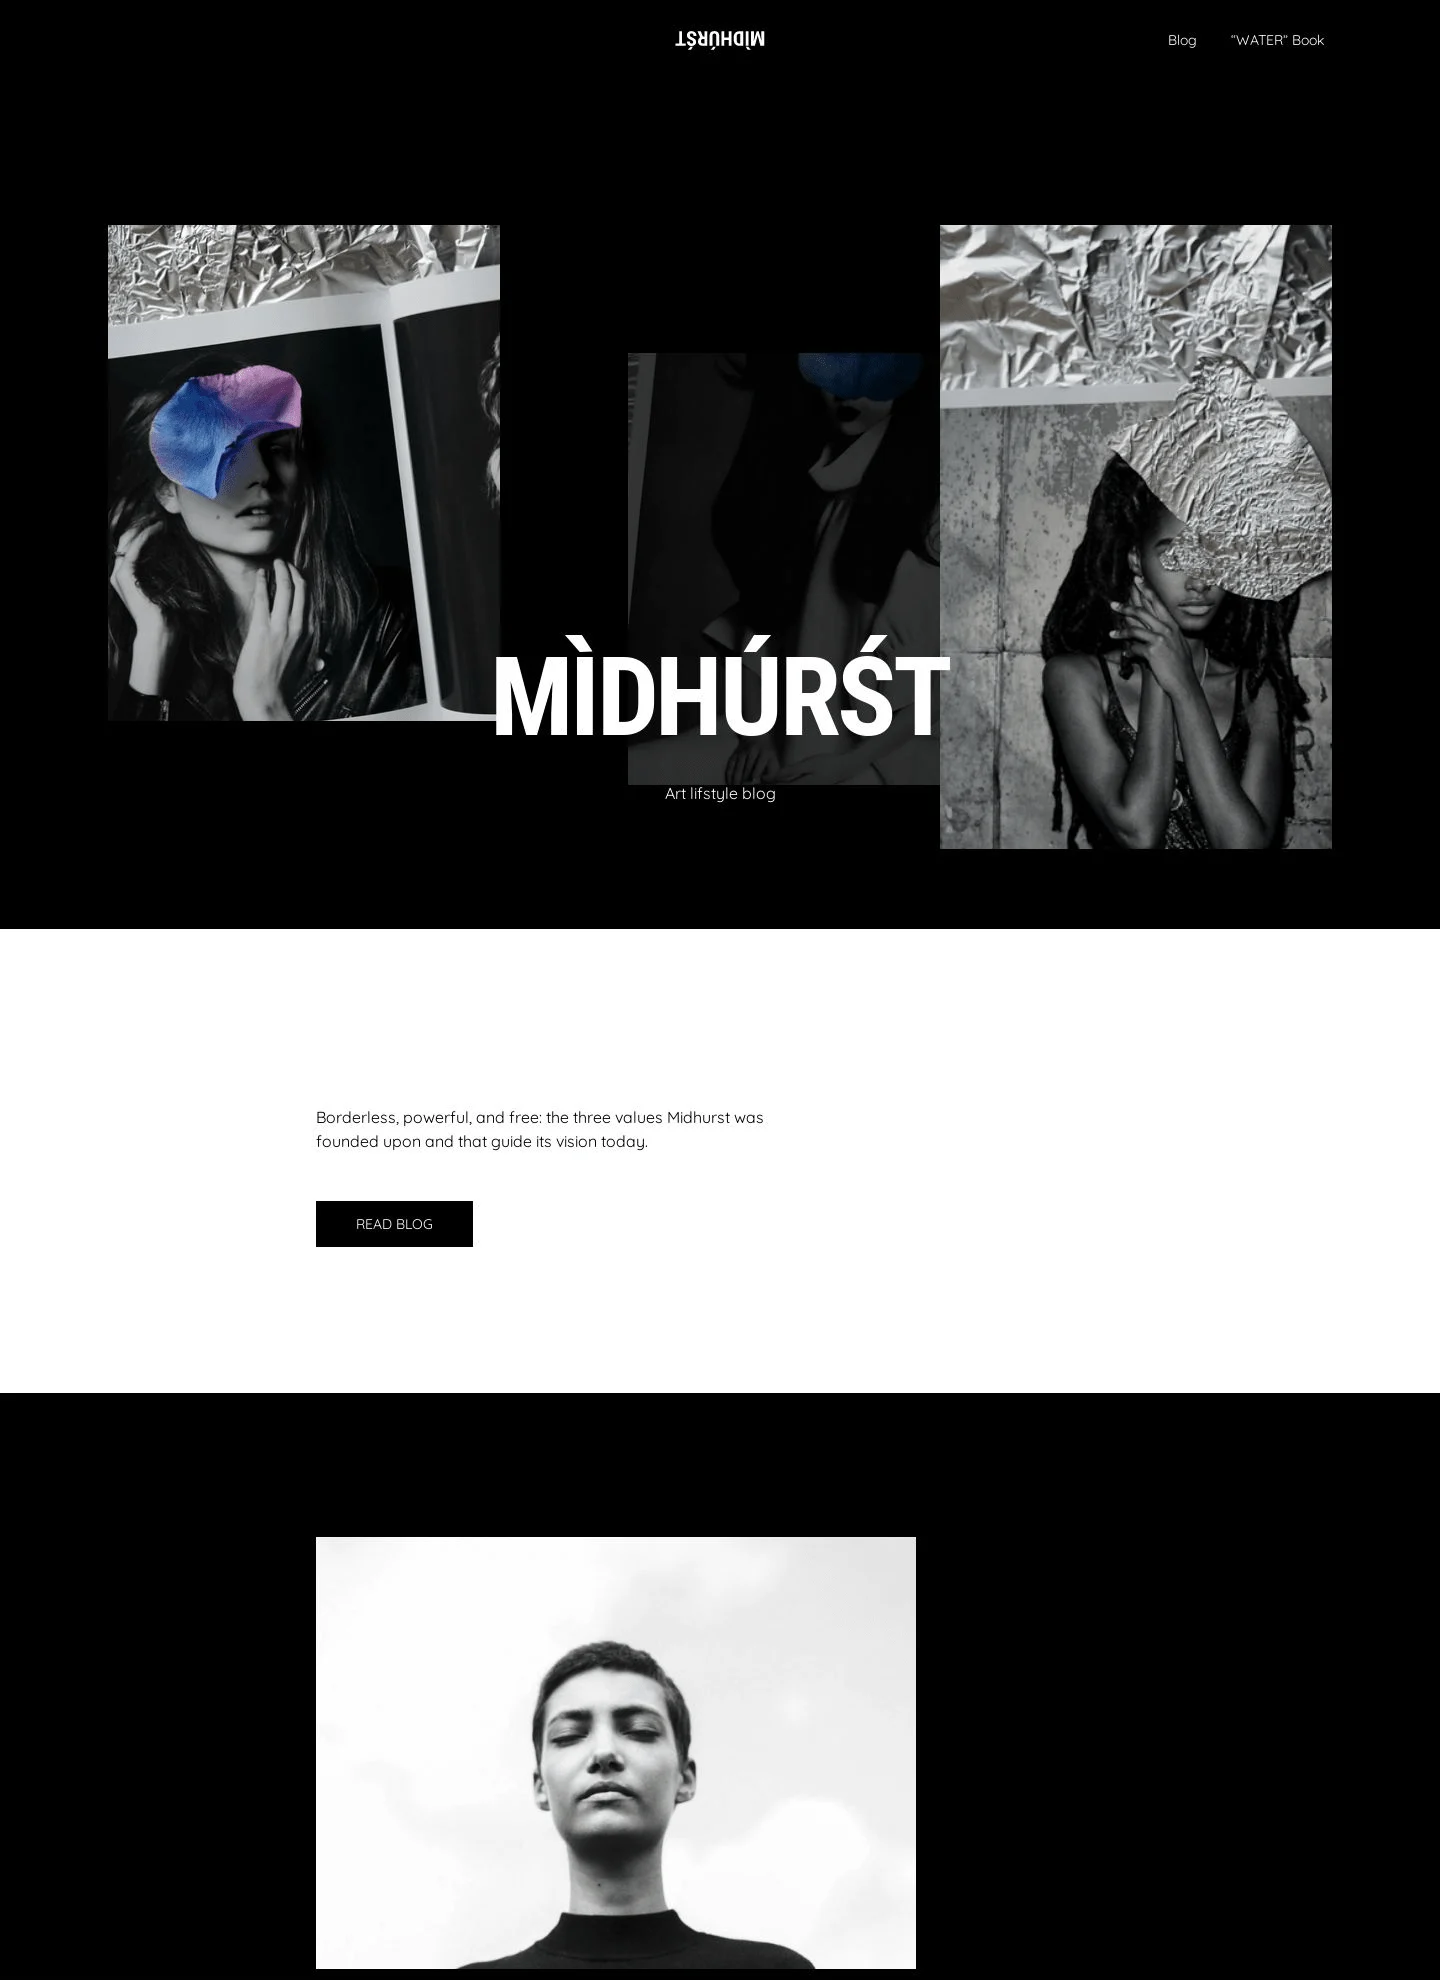 MÌDHÚRŚT
Blog
“WATER” Book
MÌDHÚRŚT
Art lifstyle blog
Borderless, powerful, and free: the three values Midhurst was
founded upon and that guide its vision today.
READ BLOG